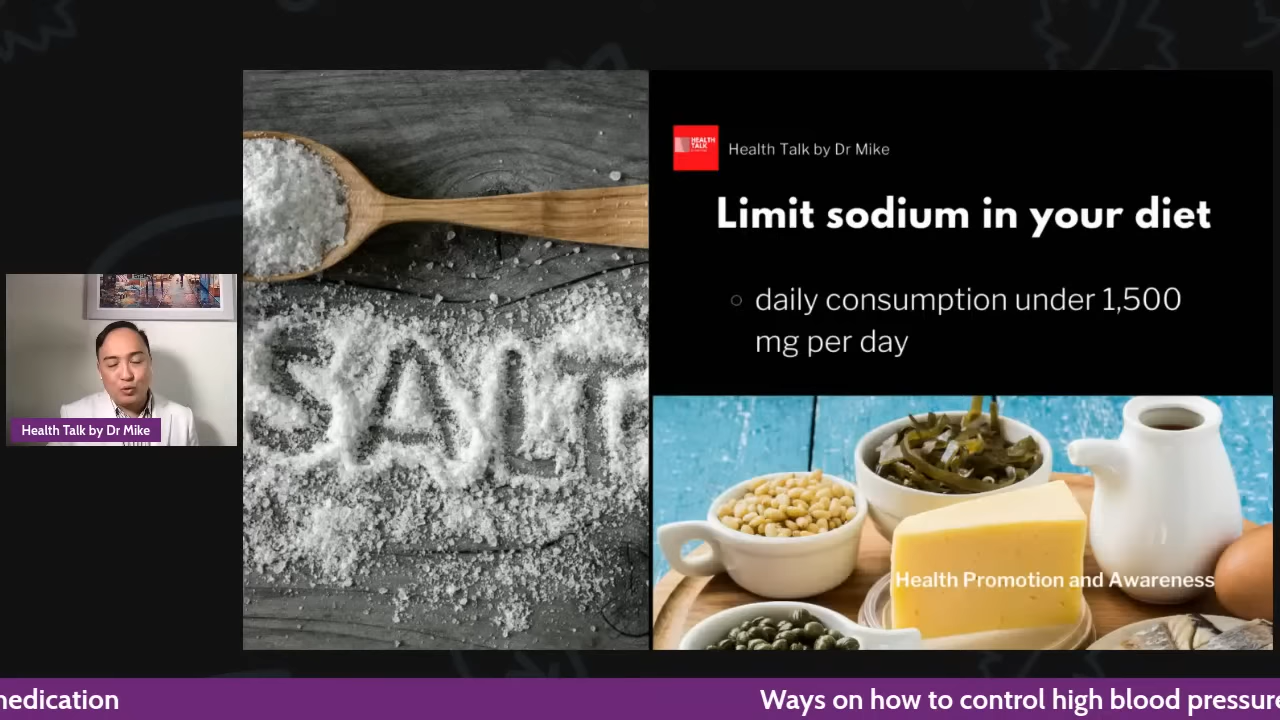 HEALTH
TALK
Health Talk by Dr Mike
Limit sodium in your diet
daily consumption under 1,500
mg per day
SALT
Health Talk by Dr Mike
Health Promotion and Awareness
Ways on how to control high blood pressure